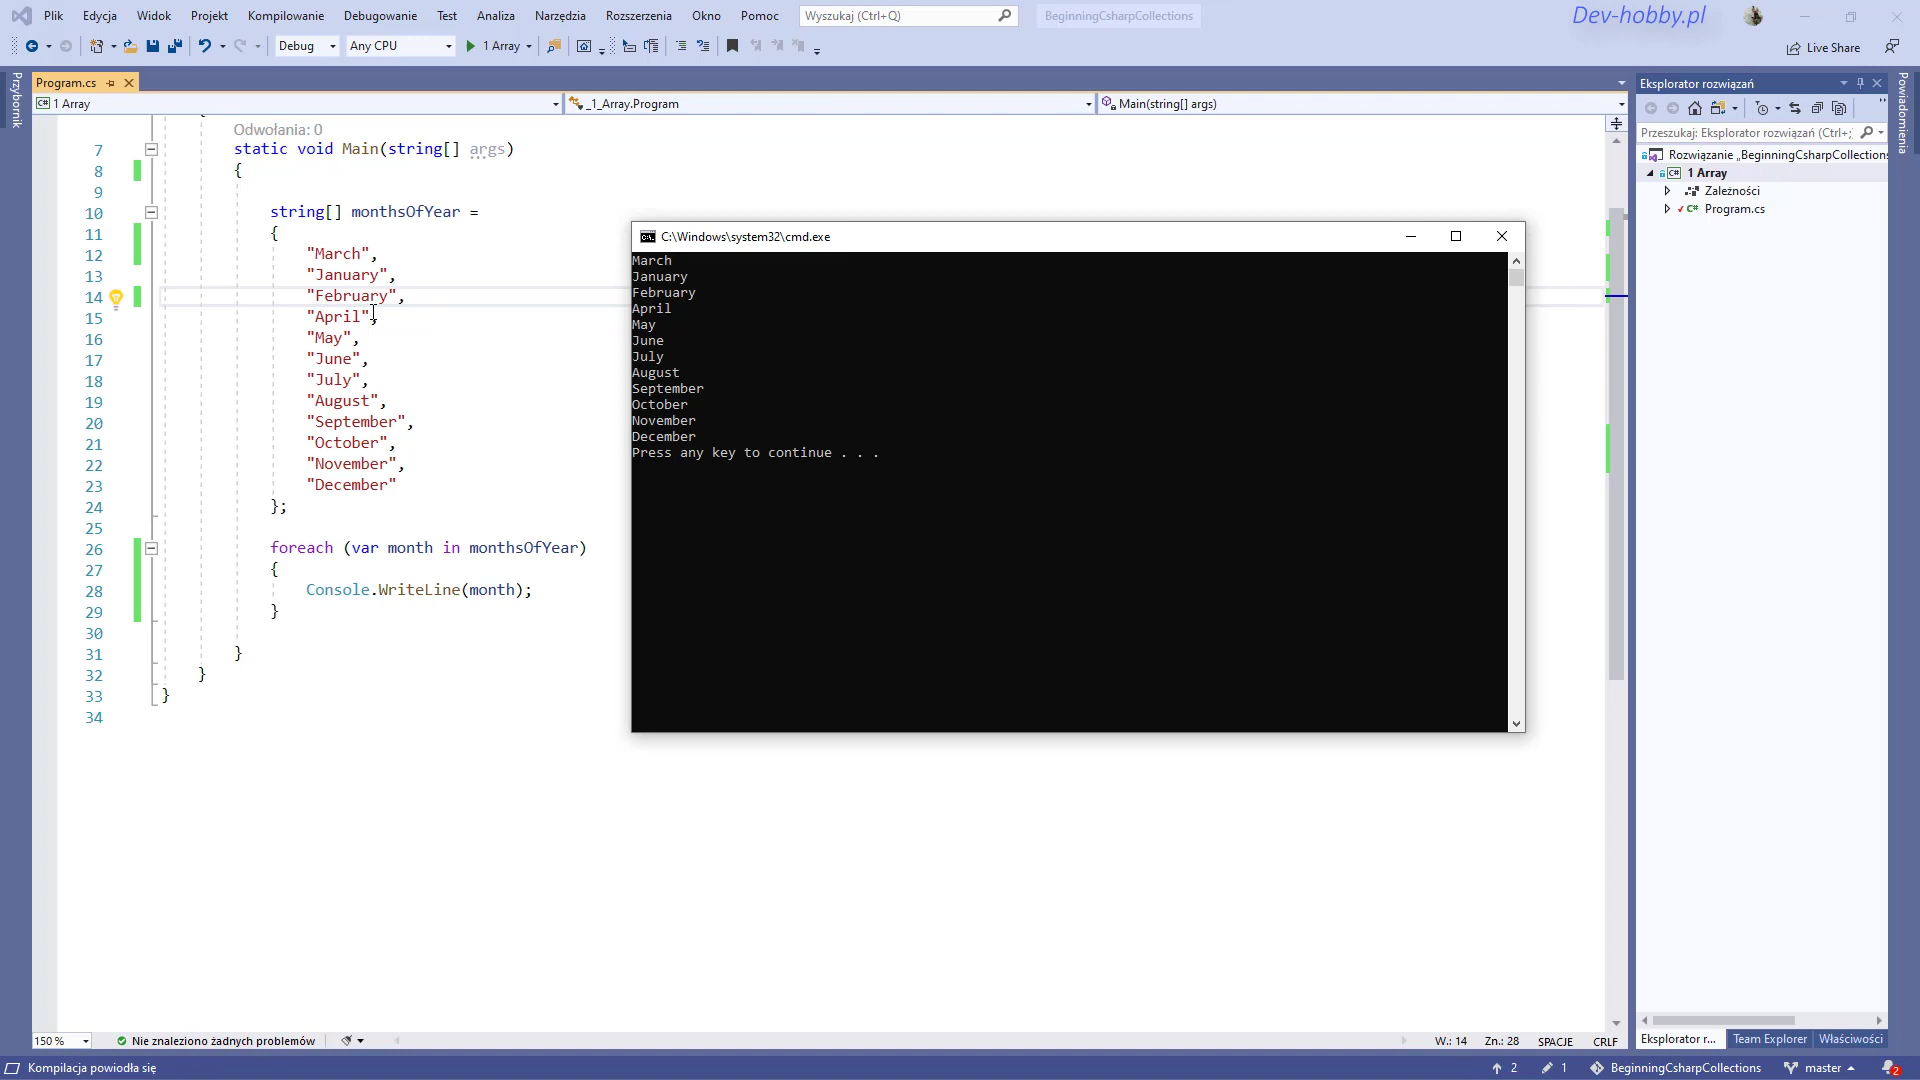 Plik Edycja Widok Projekt Kompilowanie Debugowanie Test Analiza Narzędzia Rozszerzenia Okno Pomoc Wyszukaj (Ctrl+Q) BeginningCsharpCollections Dev-hobby.pl
Debug Any CPU 1 Array Live Share
Przybornik
Program.cs
1 Array _1_Array.Program Main(string[] args)
Odwołania: 0
7 static void Main(string[] args)
8 {
9
10 string[] monthsOfYear =
11 {
12 "March",
13 "January",
14 "February",
15 "April",
16 "May",
17 "June",
18 "July",
19 "August",
20 "September",
21 "October",
22 "November",
23 "December"
24 };
25
26 foreach (var month in monthsOfYear)
27 {
28 Console.WriteLine(month);
29 }
30
31 }
32 }
33 }
34
C:\Windows\system32\cmd.exe
March
January
February
April
May
June
July
August
September
October
November
December
Press any key to continue . . .
Eksplorator rozwiązań
Przeszukaj: Eksplorator rozwiązań (Ctrl+;
Rozwiązanie „BeginningCsharpCollections
1 Array
Zależności
Program.cs
Powiadomienia
150 % Nie znaleziono żadnych problemów W.: 14 Zn.: 28 SPACJE CRLF
Eksplorator r... Team Explorer Właściwości
Kompilacja powiodła się 2 1 BeginningCsharpCollections master 2